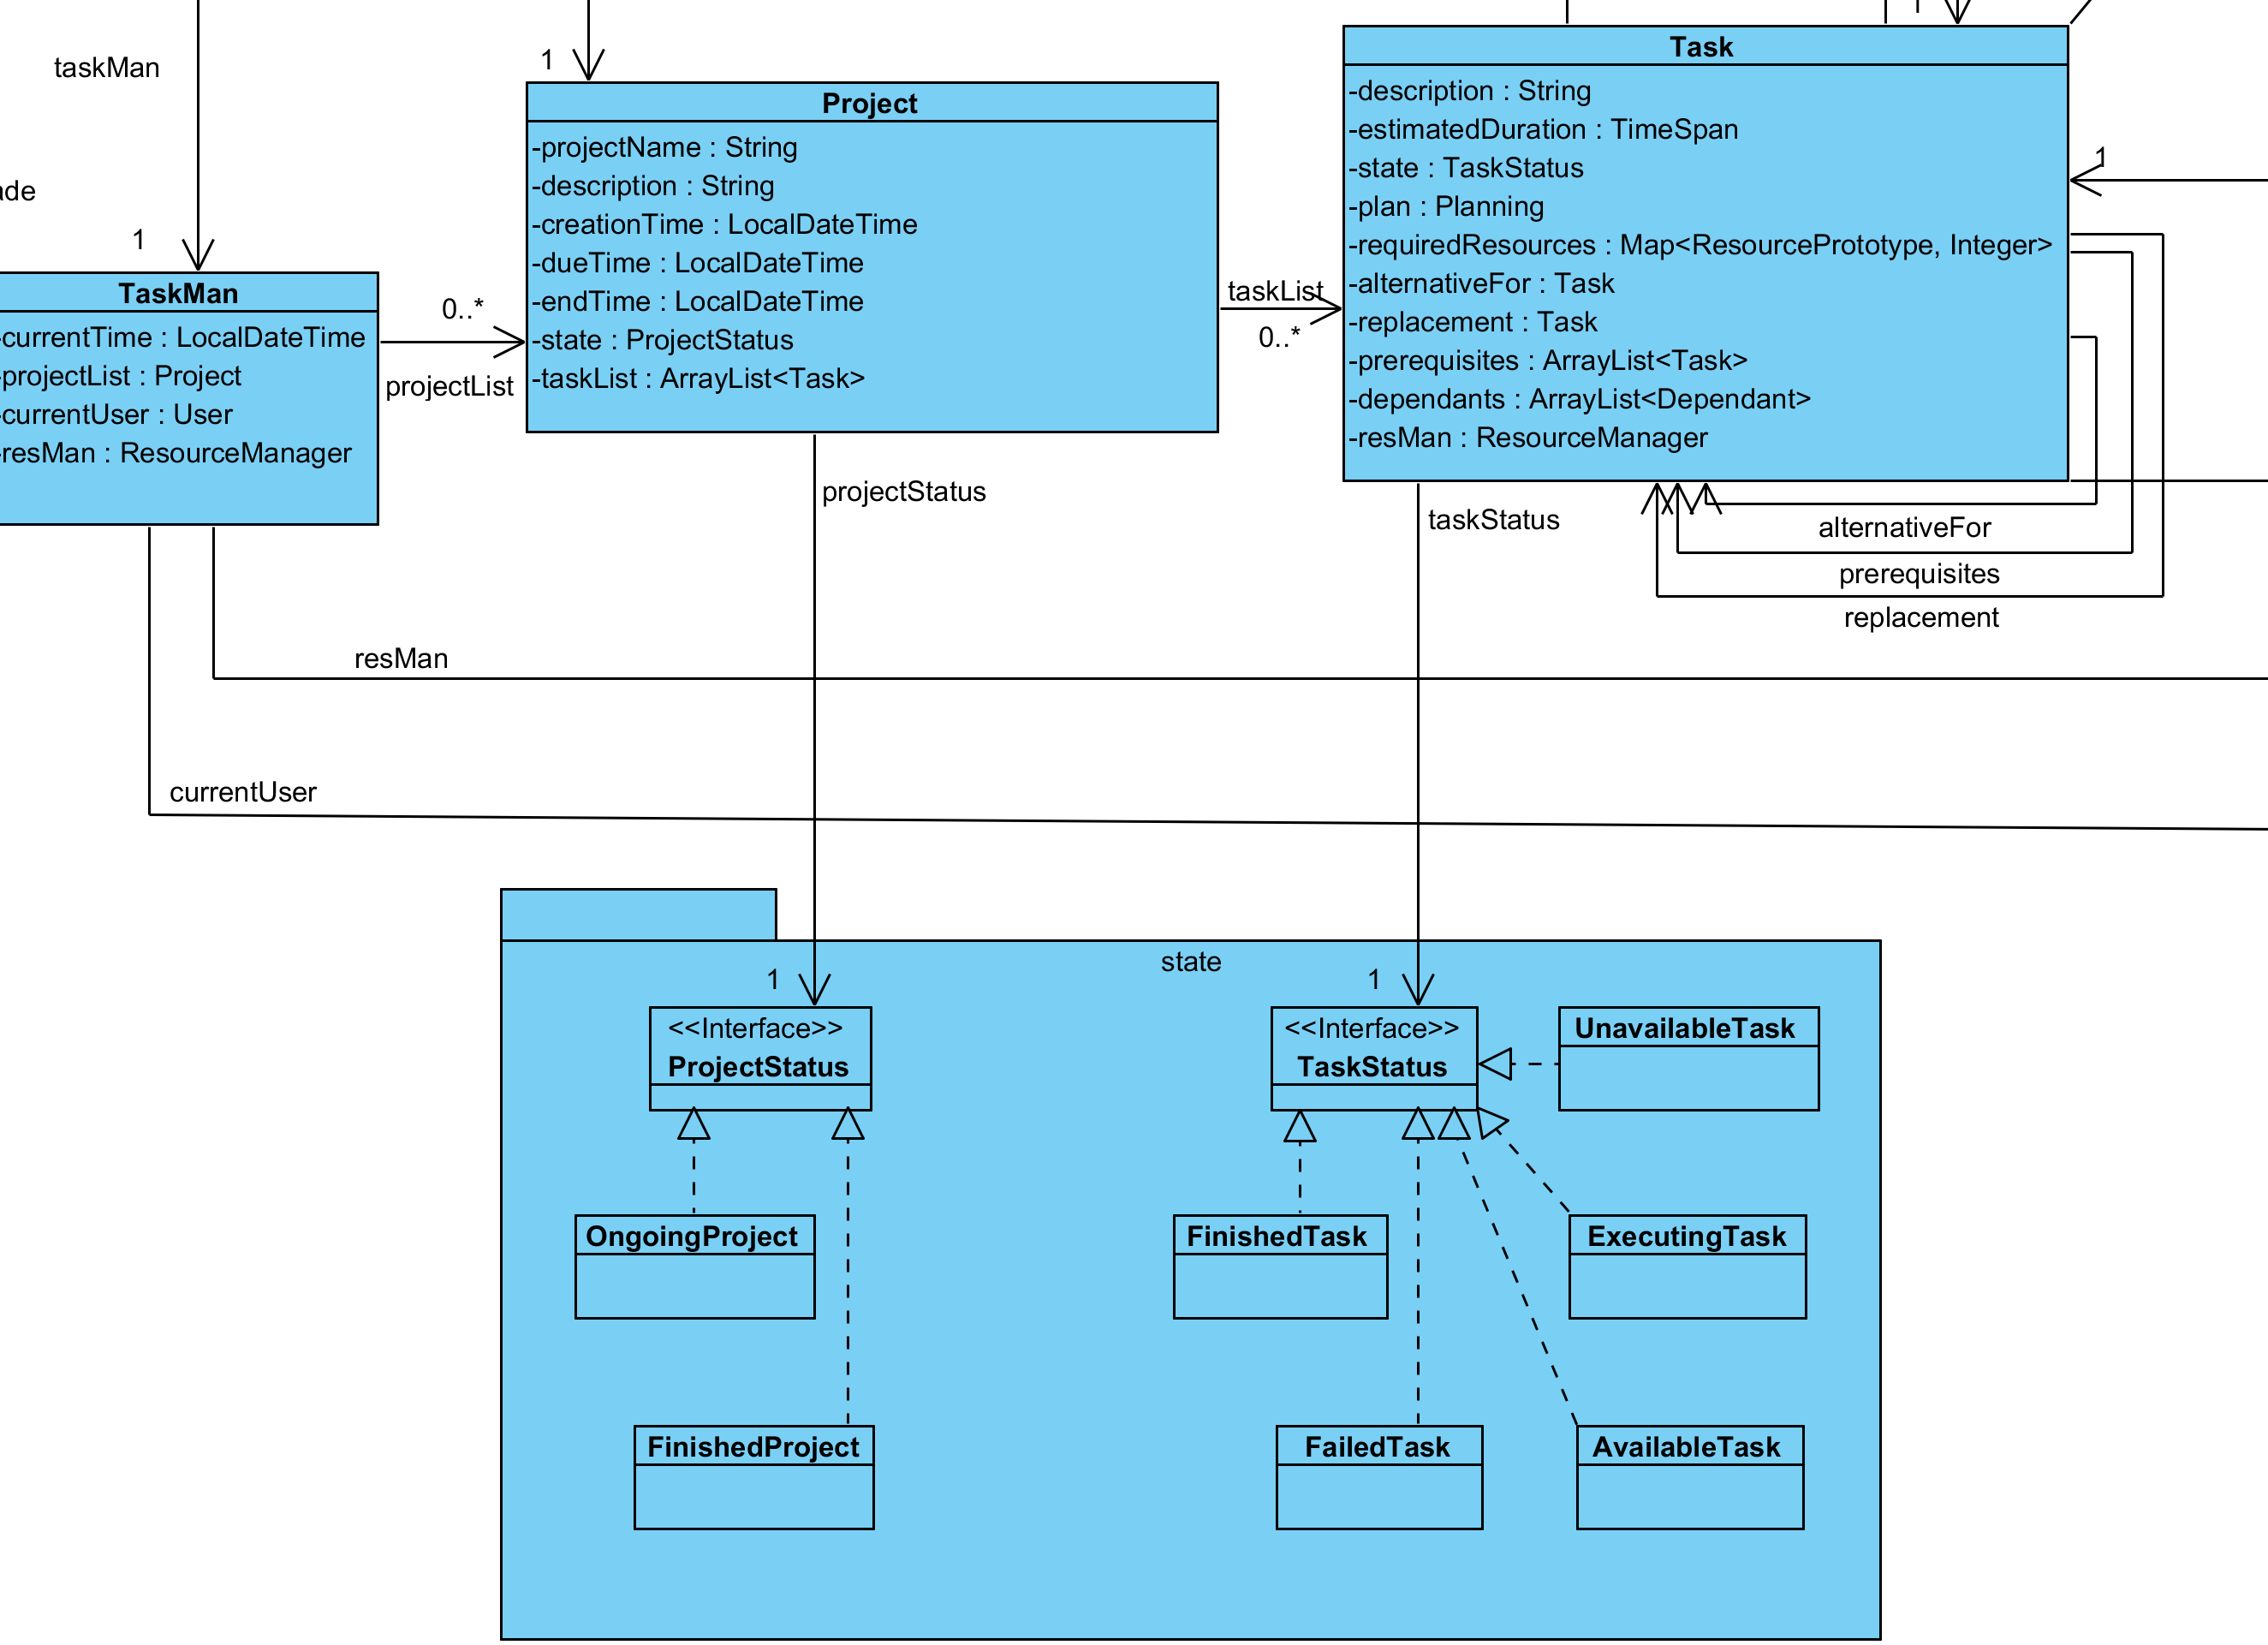 taskMan
ade
1
TaskMan
-currentTime : LocalDateTime
-projectList : Project
-currentUser : User
-resMan : ResourceManager
0..*
projectList
1
Project
-projectName : String
-description : String
-creationTime : LocalDateTime
-dueTime : LocalDateTime
-endTime : LocalDateTime
-state : ProjectStatus
-taskList : ArrayList<Task>
taskList
0..*
1
Task
-description : String
-estimatedDuration : TimeSpan
-state : TaskStatus
-plan : Planning
-requiredResources : Map<ResourcePrototype, Integer>
-alternativeFor : Task
-replacement : Task
-prerequisites : ArrayList<Task>
-dependants : ArrayList<Dependant>
-resMan : ResourceManager
1
projectStatus
taskStatus
alternativeFor
prerequisites
replacement
resMan
currentUser
state
1
<<Interface>>
ProjectStatus
1
<<Interface>>
TaskStatus
UnavailableTask
OngoingProject
FinishedTask
ExecutingTask
FinishedProject
FailedTask
AvailableTask